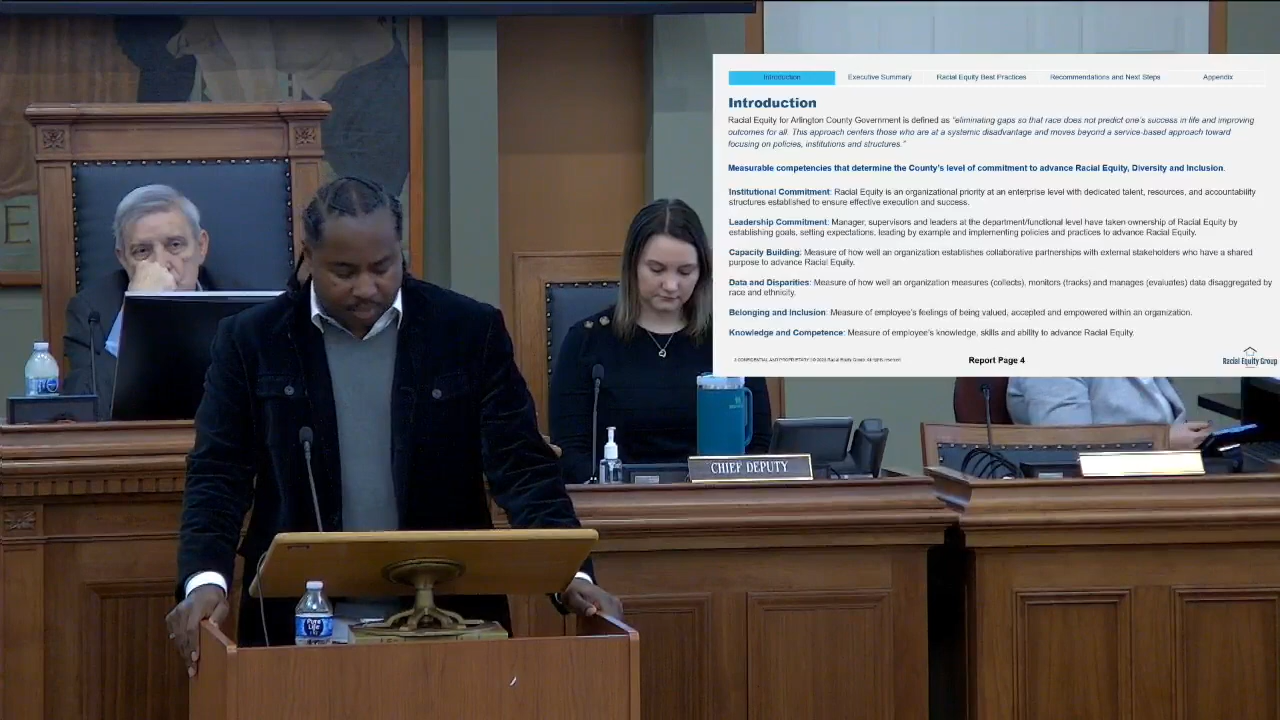 E
Introduction
Executive Summary
Racial Equity Best Practices
Recommendations and Next Steps
Appendix
Introduction
Racial Equity for Arlington County Government is defined as "eliminating gaps so that race does not predict one's success in life and improving
outcomes for all. This approach centers those who are at a systemic disadvantage and moves beyond a service-based approach toward
focusing on policies, institutions and structures."
Measurable competencies that determine the County's level of commitment to advance Racial Equity, Diversity and Inclusion.
Institutional Commitment: Racial Equity is an organizational priority at an enterprise level with dedicated talent, resources, and accountability
structures established to ensure effective execution and success.
Leadership Commitment: Manager, supervisors and leaders at the department/functional level have taken ownership of Racial Equity by
establishing goals, setting expectations, leading by example and implementing policies and practices to advance Racial Equity.
Capacity Building: Measure of how well an organization establishes collaborative partnerships with external stakeholders who have a shared
purpose to advance Racial Equity.
Data and Disparities: Measure of how well an organization measures (collects), monitors (tracks) and manages (evaluates) data disaggregated by
race and ethnicity.
Belonging and Inclusion: Measure of employee's feelings of being valued, accepted and empowered within an organization.
Knowledge and Competence: Measure of employee's knowledge, skills and ability to advance Racial Equity.
CONFIDENTIAL AND PROPRIETARY Racial Equity Group. All rights reserved
Report Page 4
Racial Equity Group
CHIEF DEPUTY
Pure
Life